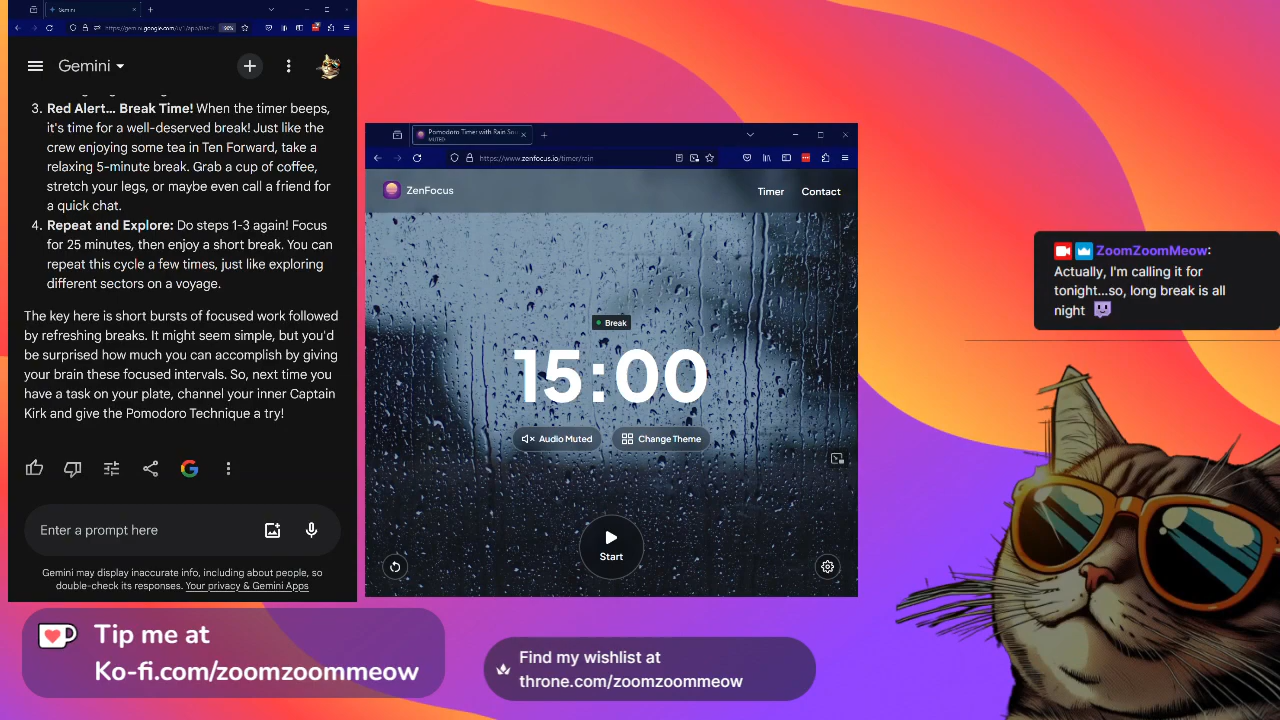 Gemini
https://gemini.google.com/
90%
Gemini
3. Red Alert... Break Time! When the timer beeps,
it's time for a well-deserved break! Just like the
crew enjoying some tea in Ten Forward, take a
relaxing 5-minute break. Grab a cup of coffee,
stretch your legs, or maybe even call a friend for
a quick chat.
4. Repeat and Explore: Do steps 1-3 again! Focus
for 25 minutes, then enjoy a short break. You can
repeat this cycle a few times, just like exploring
different sectors on a voyage.
The key here is short bursts of focused work followed
by refreshing breaks. It might seem simple, but you'd
be surprised how much you can accomplish by giving
your brain these focused intervals. So, next time you
have a task on your plate, channel your inner Captain
Kirk and give the Pomodoro Technique a try!
Enter a prompt here
Gemini may display inaccurate info, including about people, so
double-check its responses. Your privacy & Gemini Apps
Pomodoro Timer with Rain
MUTED
https://www.zenfocus.io/timer/rain
ZenFocus
Timer
Contact
Break
15:00
Audio Muted
Change Theme
Start
ZoomZoomMeow:
Actually, I'm calling it for
tonight...so, long break is all
night
Tip me at
Ko-fi.com/zoomzoommeow
Find my wishlist at
throne.com/zoomzoommeow